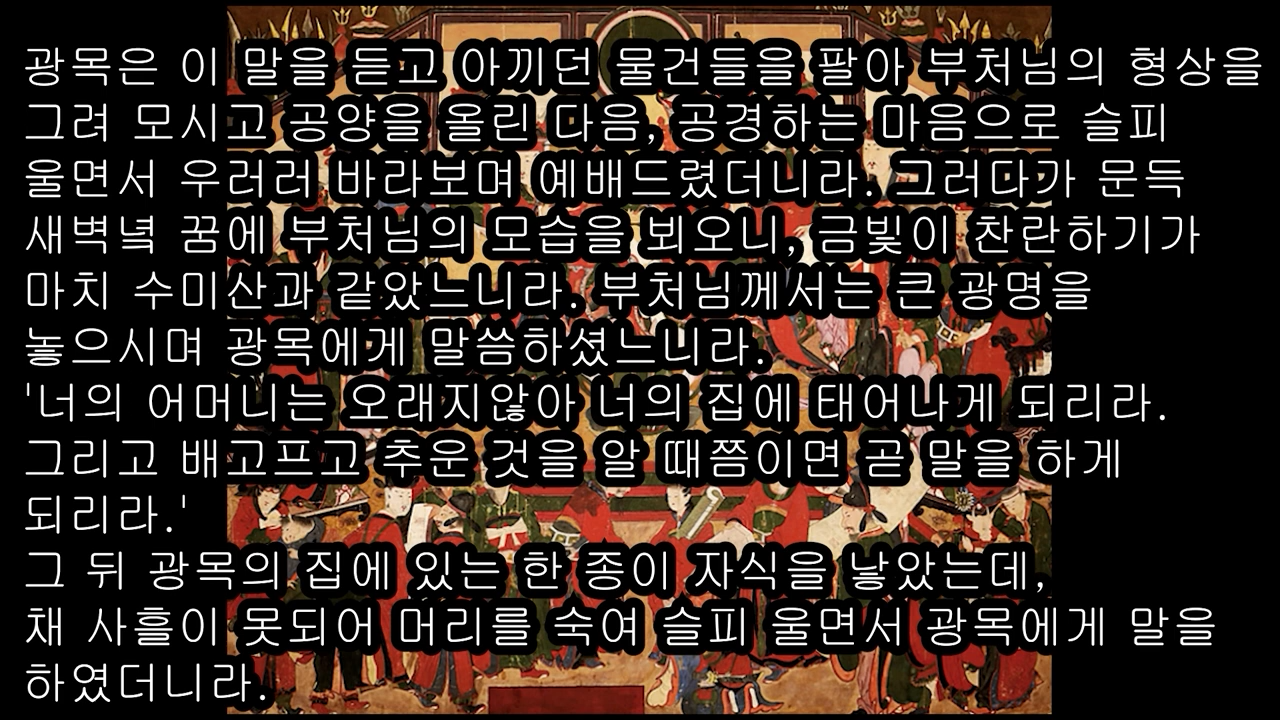 광목은 이 말을 듣고 아끼던 물건들을 팔아 부처님의 형상을
그려 모시고 공양을 올린 다음, 공경하는 마음으로 슬피
울면서 우러러 바라보며 예배드렸더니라. 그러다가 문득
새벽녘 꿈에 부처님의 모습을 뵈오니, 금빛이 찬란하기가
마치 수미산과 같았느니라. 부처님께서는 큰 광명을
놓으시며 광목에게 말씀하셨느니라.
'너의 어머니는 오래지않아 너의 집에 태어나게 되리라.
그리고 배고프고 추운 것을 알 때쯤이면 곧 말을 하게
되리라.'
그 뒤 광목의 집에 있는 한 종이 자식을 낳았는데,
채 사흘이 못되어 머리를 숙여 슬피 울면서 광목에게 말을
하였더니라.